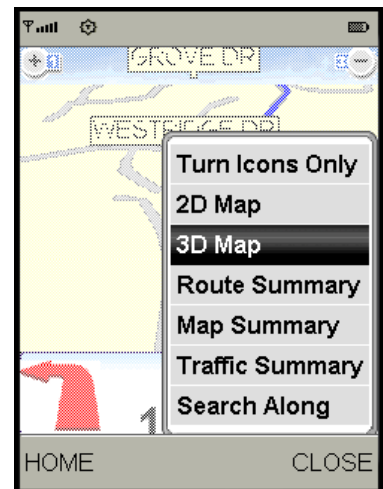 GROVE DR
WESTRIDGE DR
Turn Icons Only
2D Map
3D Map
Route Summary
Map Summary
Traffic Summary
Search Along
1
HOME
CLOSE